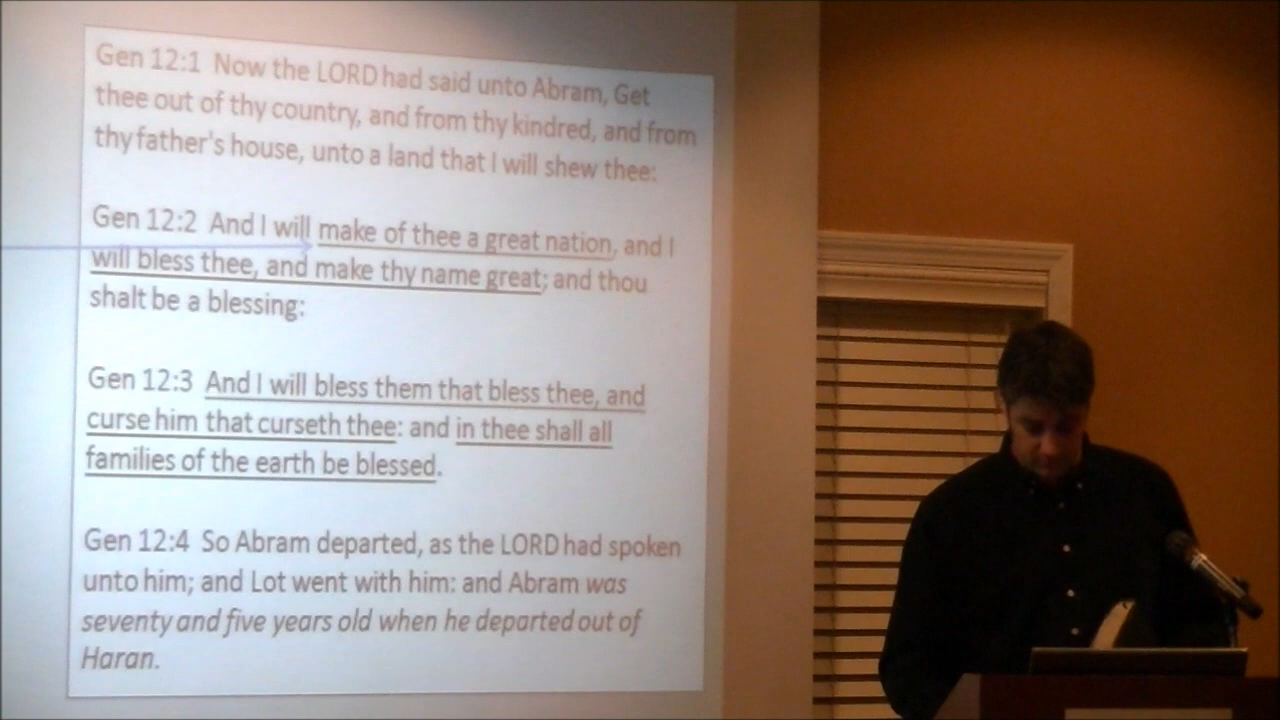 Gen 12:1 Now the LORD had said unto Abram, Get
thee out of thy country, and from thy kindred, and from
thy father's house, unto a land that I will shew thee:
Gen 12:2 And I will make of thee a great nation, and I
will bless thee, and make thy name great; and thou
shalt be a blessing:
Gen 12:3 And I will bless them that bless thee, and
curse him that curseth thee: and in thee shall all
families of the earth be blessed.
Gen 12:4 So Abram departed, as the LORD had spoken
unto him; and Lot went with him: and Abram was
seventy and five years old when he departed out of
Haran.